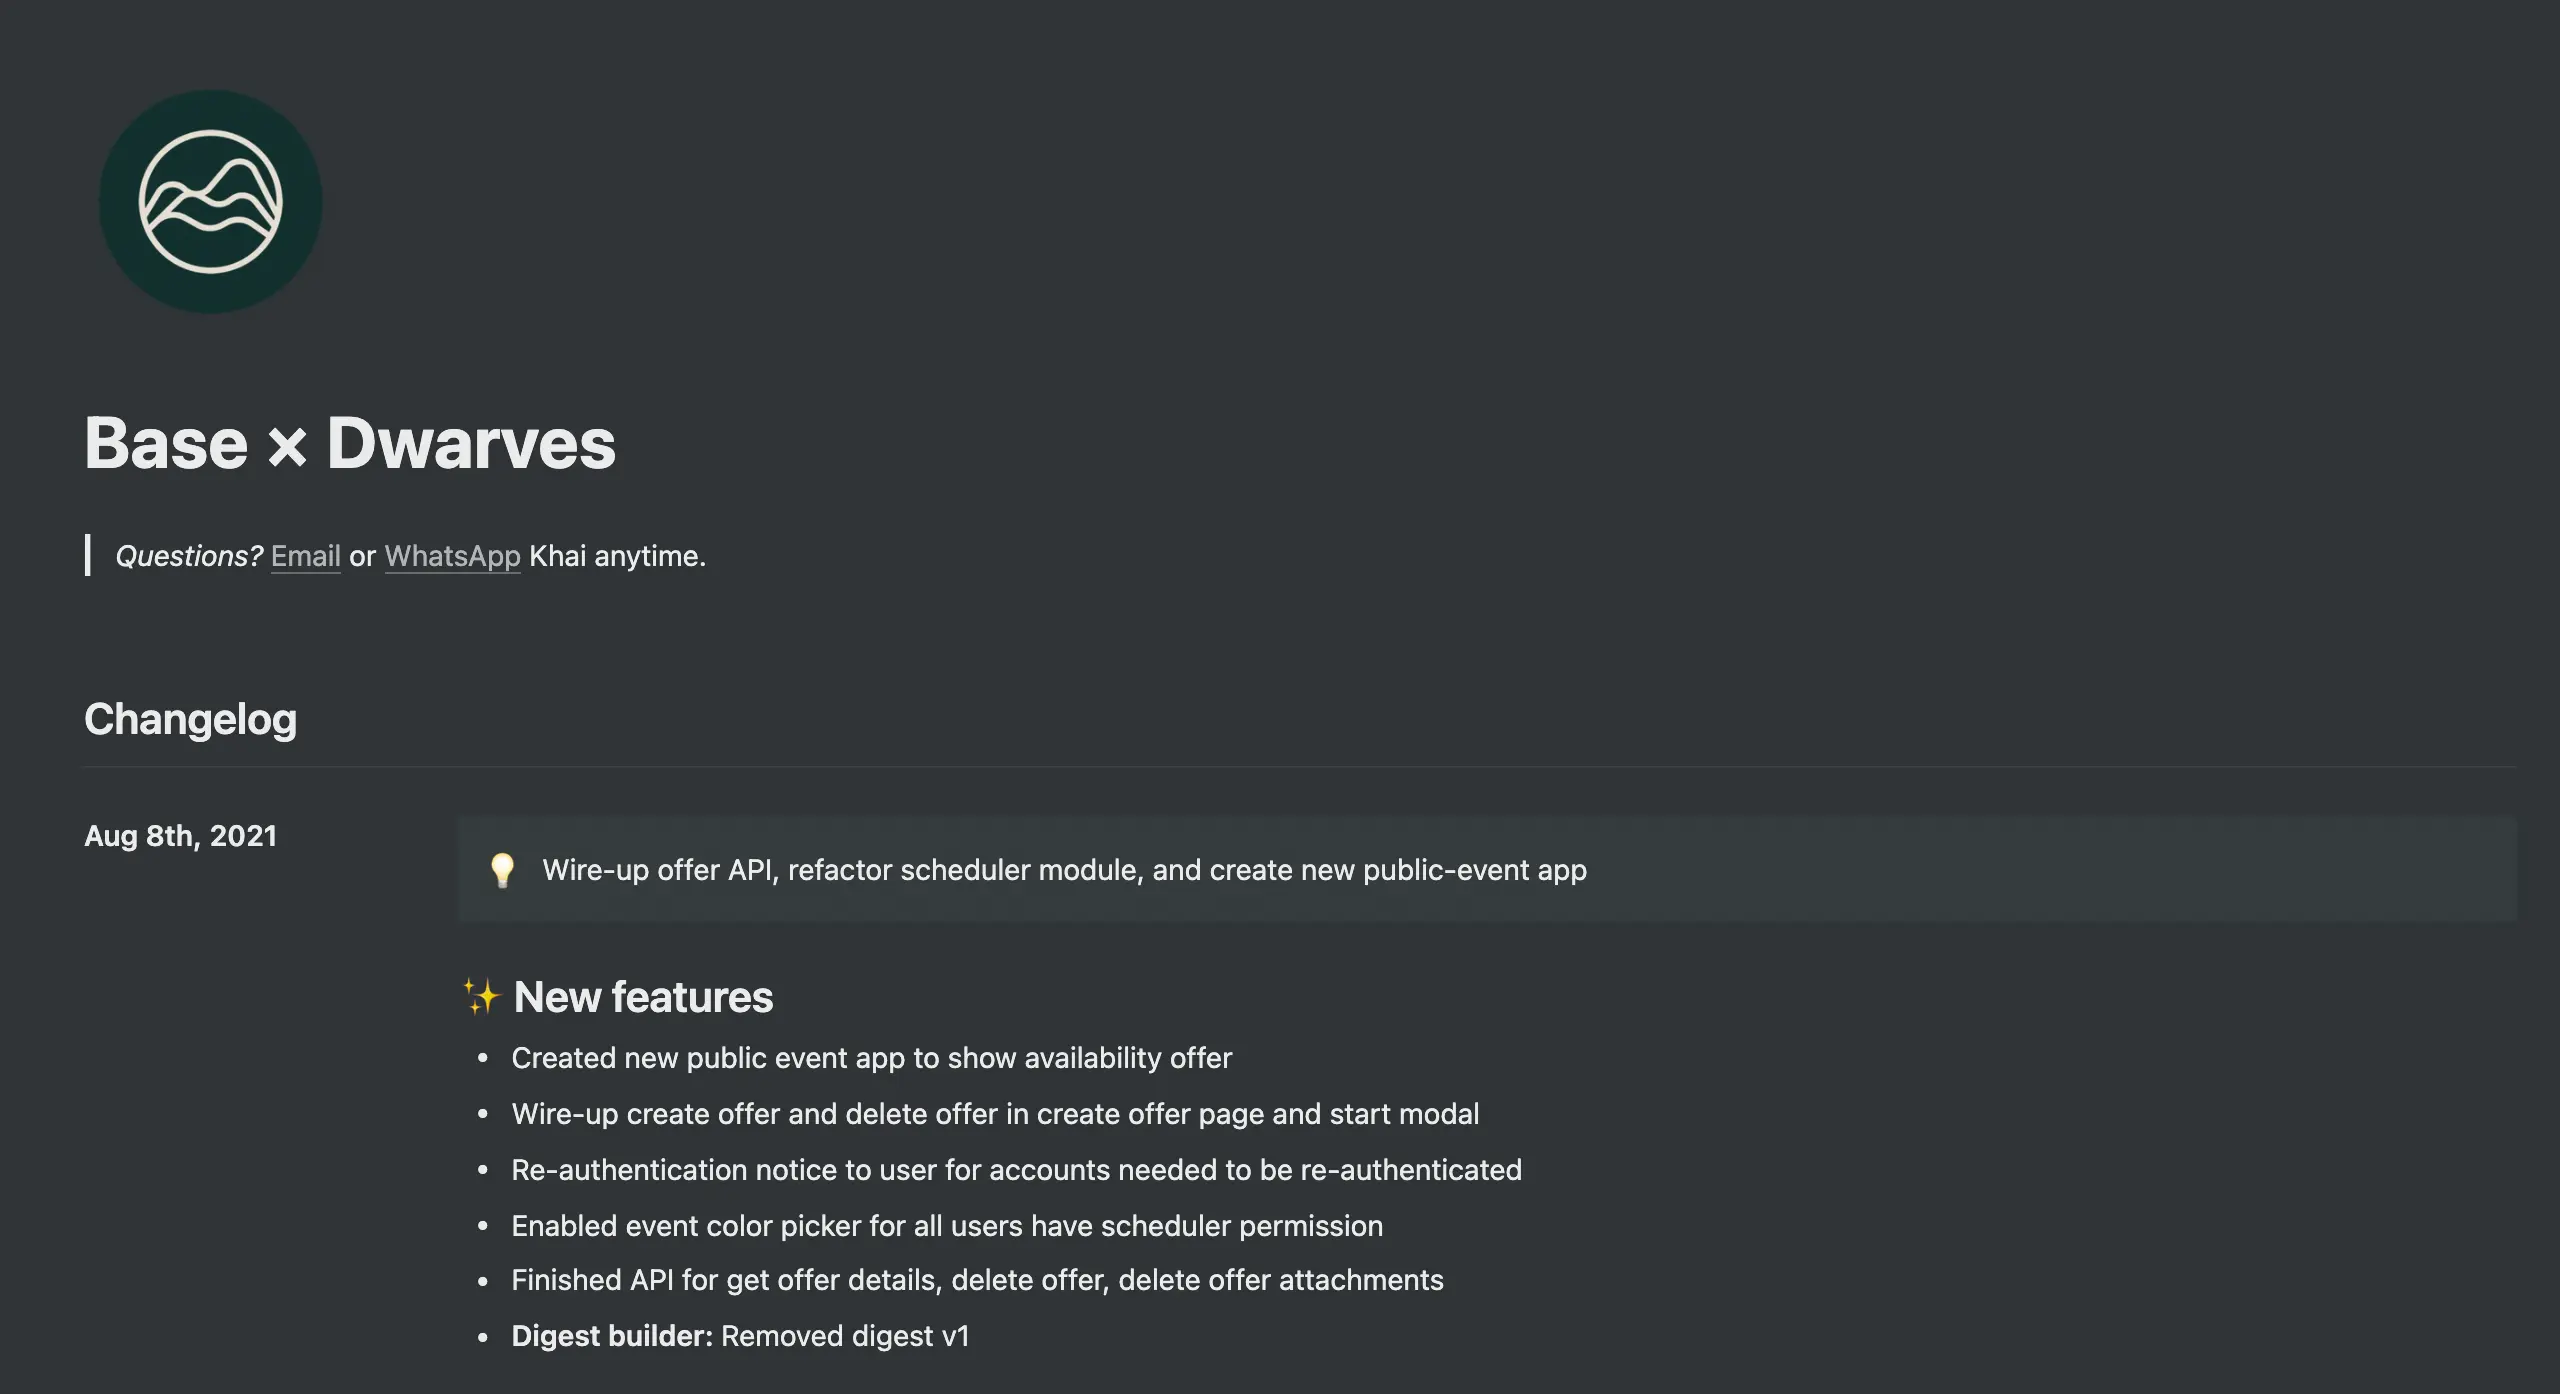 Base × Dwarves
Questions? Email or WhatsApp Khai anytime.
Changelog
Aug 8th, 2021
💡 Wire-up offer API, refactor scheduler module, and create new public-event app
✨ New features
• Created new public event app to show availability offer
• Wire-up create offer and delete offer in create offer page and start modal
• Re-authentication notice to user for accounts needed to be re-authenticated
• Enabled event color picker for all users have scheduler permission
• Finished API for get offer details, delete offer, delete offer attachments
• Digest builder: Removed digest v1